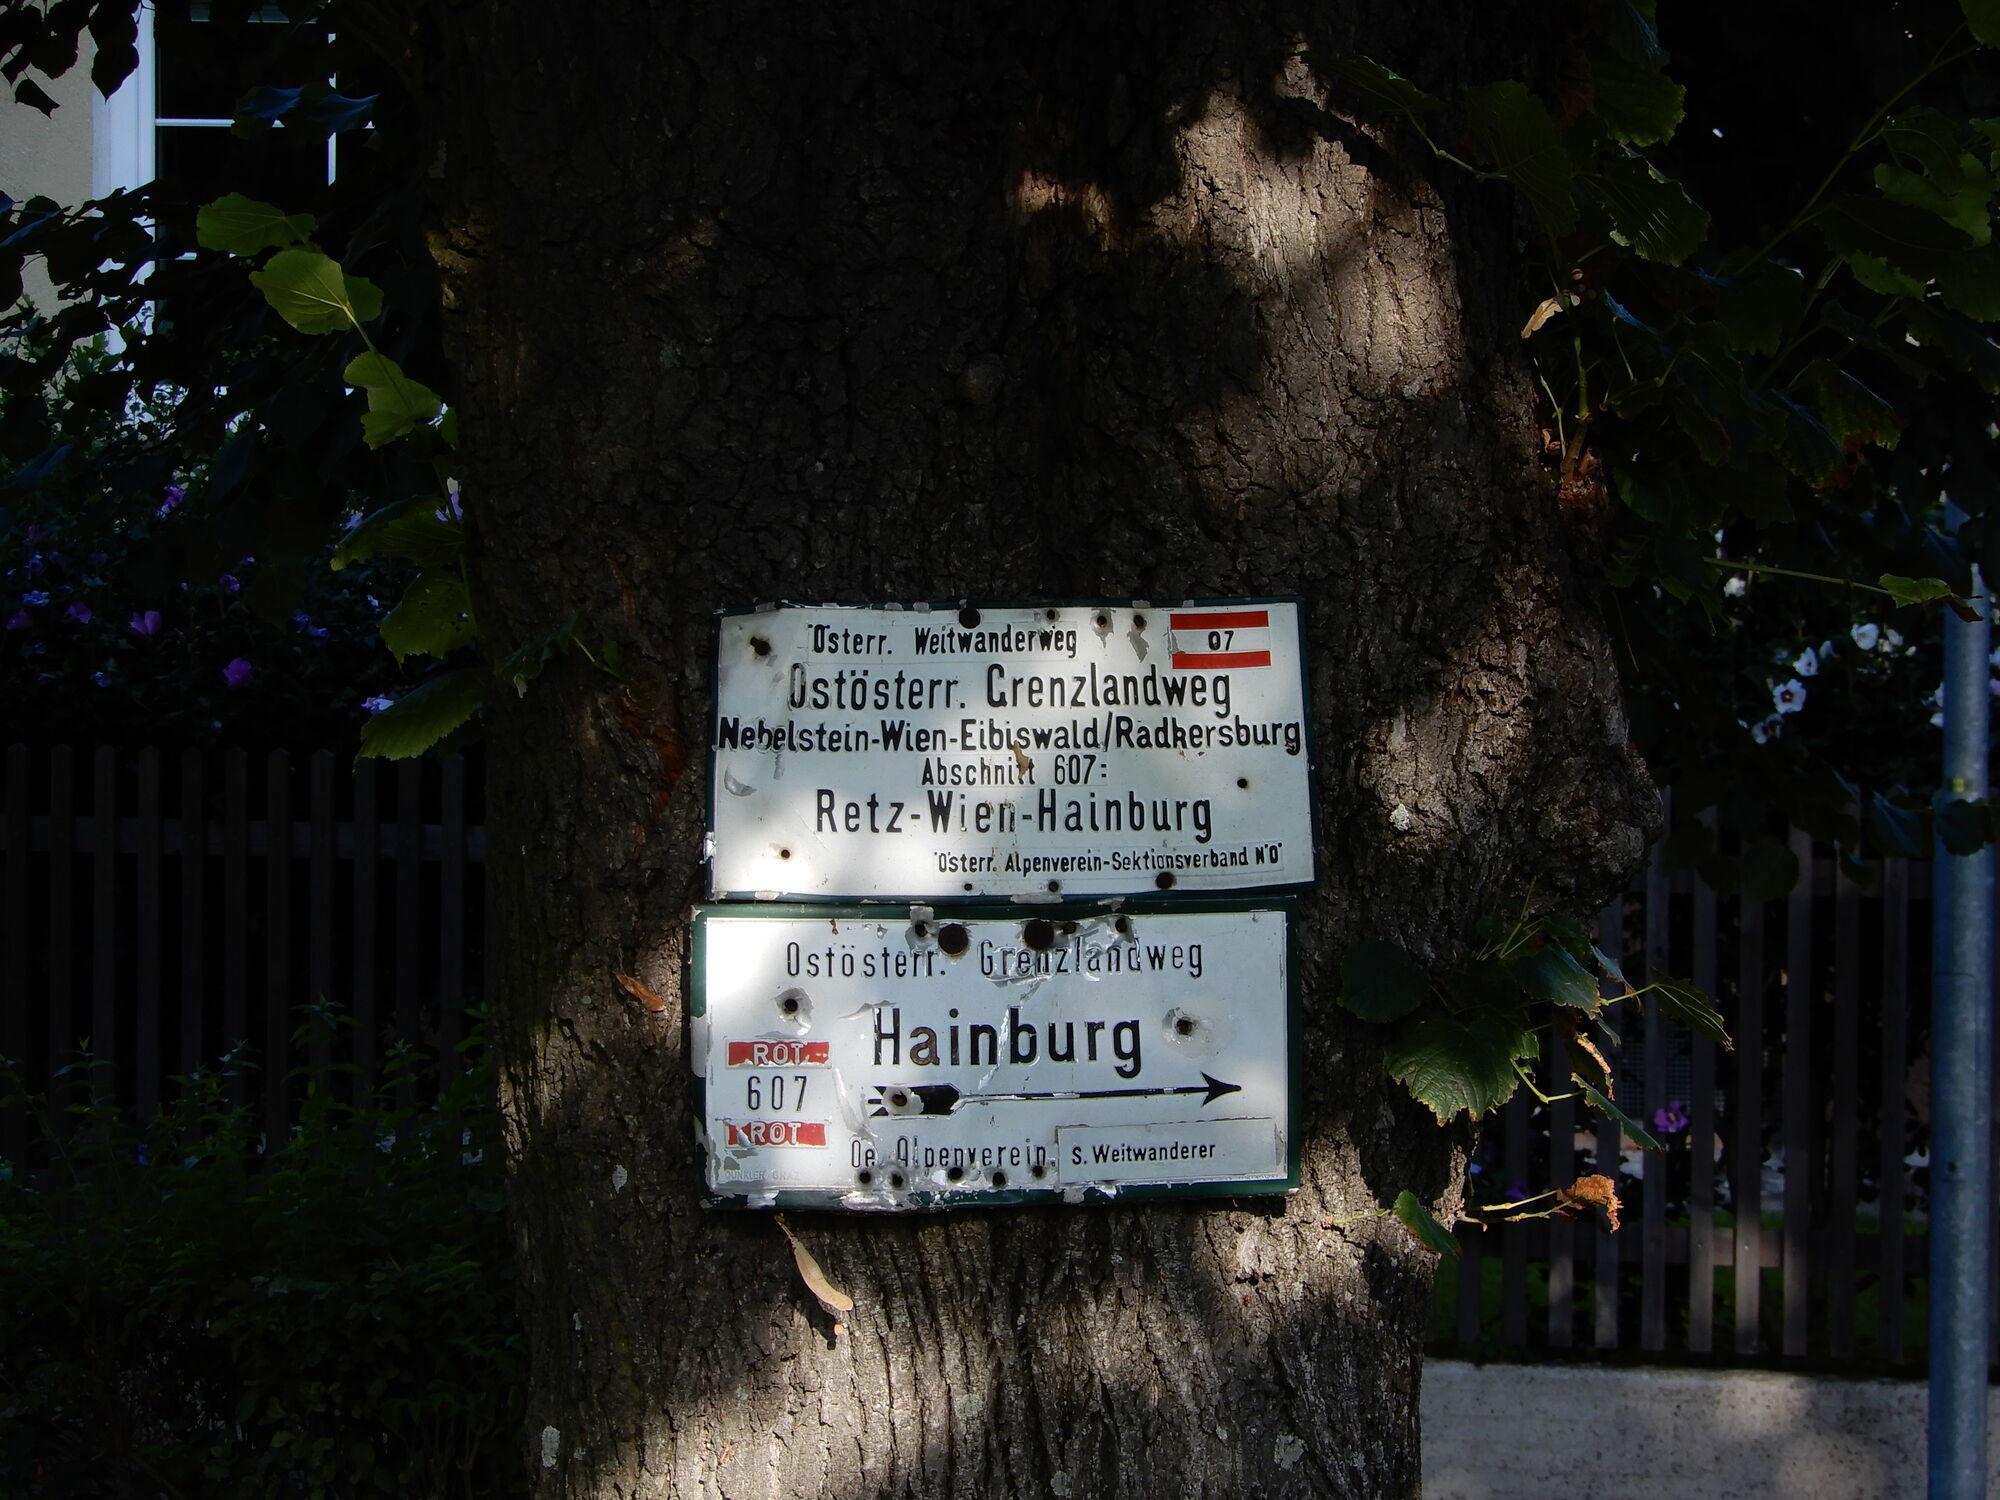 Österr. Weitwanderweg
07
Ostösterr. Grenzlandweg
Nebelstein-Wien-Eibiswald/Radkersburg
Abschnitt 607:
Retz-Wien-Hainburg
Österr. Alpenverein-Sektionsverband NÖ
Ostösterr. Grenzlandweg
Hainburg
ROT
607
ROT
Oe. Alpenverein, S. Weitwanderer